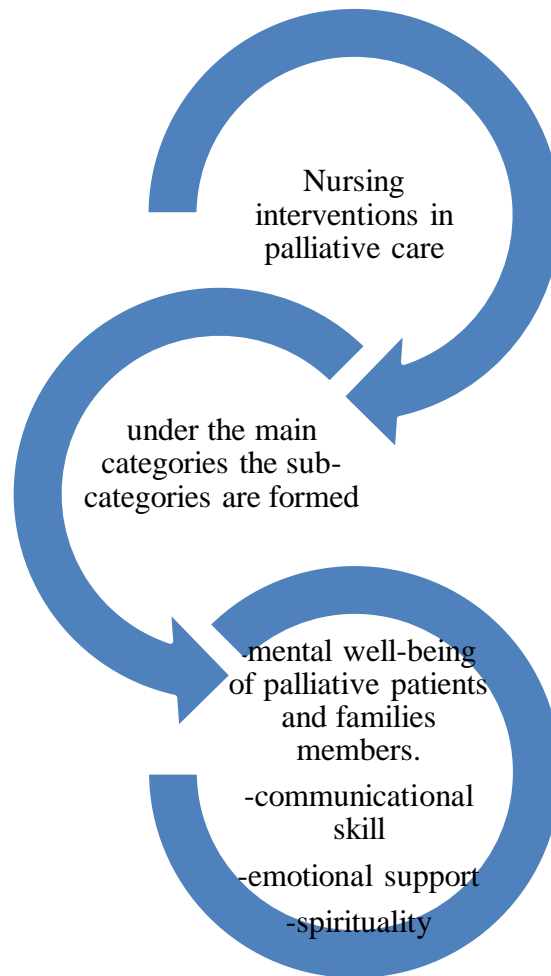 Nursing
interventions in
palliative care
under the main
categories the sub-
categories are formed
-mental well-being
of palliative patients
and families
members.
-communicational
skill
-emotional support
-spirituality